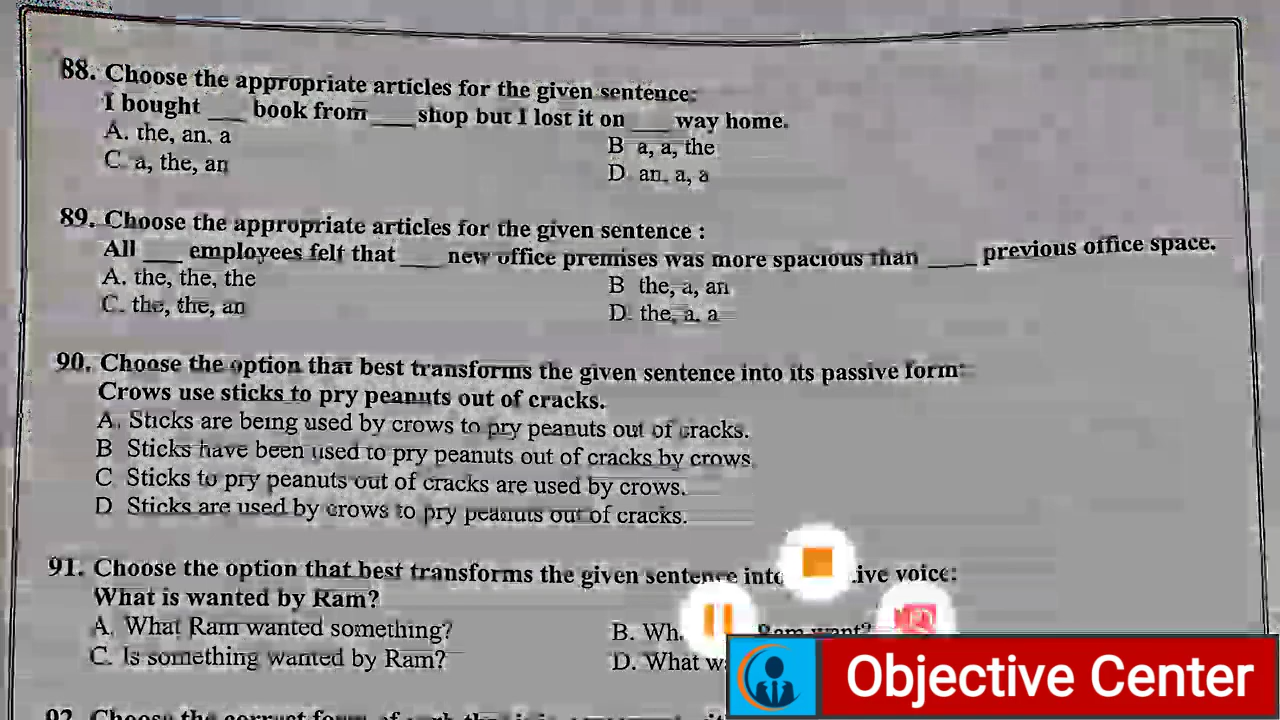 88. Choose the appropriate articles for the given sentence:
I bought ___ book from ___ shop but I lost it on ___ way home.
A. the, an, a
B a, a, the
C. a, the, an
D an, a, a
89. Choose the appropriate articles for the given sentence :
All ___ employees felt that ___ new office premises was more spacious than ___ previous office space.
A. the, the, the
B the, a, an
C. the, the, an
D. the, a, a
90. Choose the option that best transforms the given sentence into its passive form:
Crows use sticks to pry peanuts out of cracks.
A. Sticks are being used by crows to pry peanuts out of cracks.
B Sticks have been used to pry peanuts out of cracks by crows
C Sticks to pry peanuts out of cracks are used by crows.
D Sticks are used by crows to pry peanuts out of cracks.
91. Choose the option that best transforms the given sentence into voice:
What is wanted by Ram?
A. What Ram wanted something?
B. Ram want?
C. Is something wanted by Ram?
D. What
Objective Center
92. Choose the correct form of